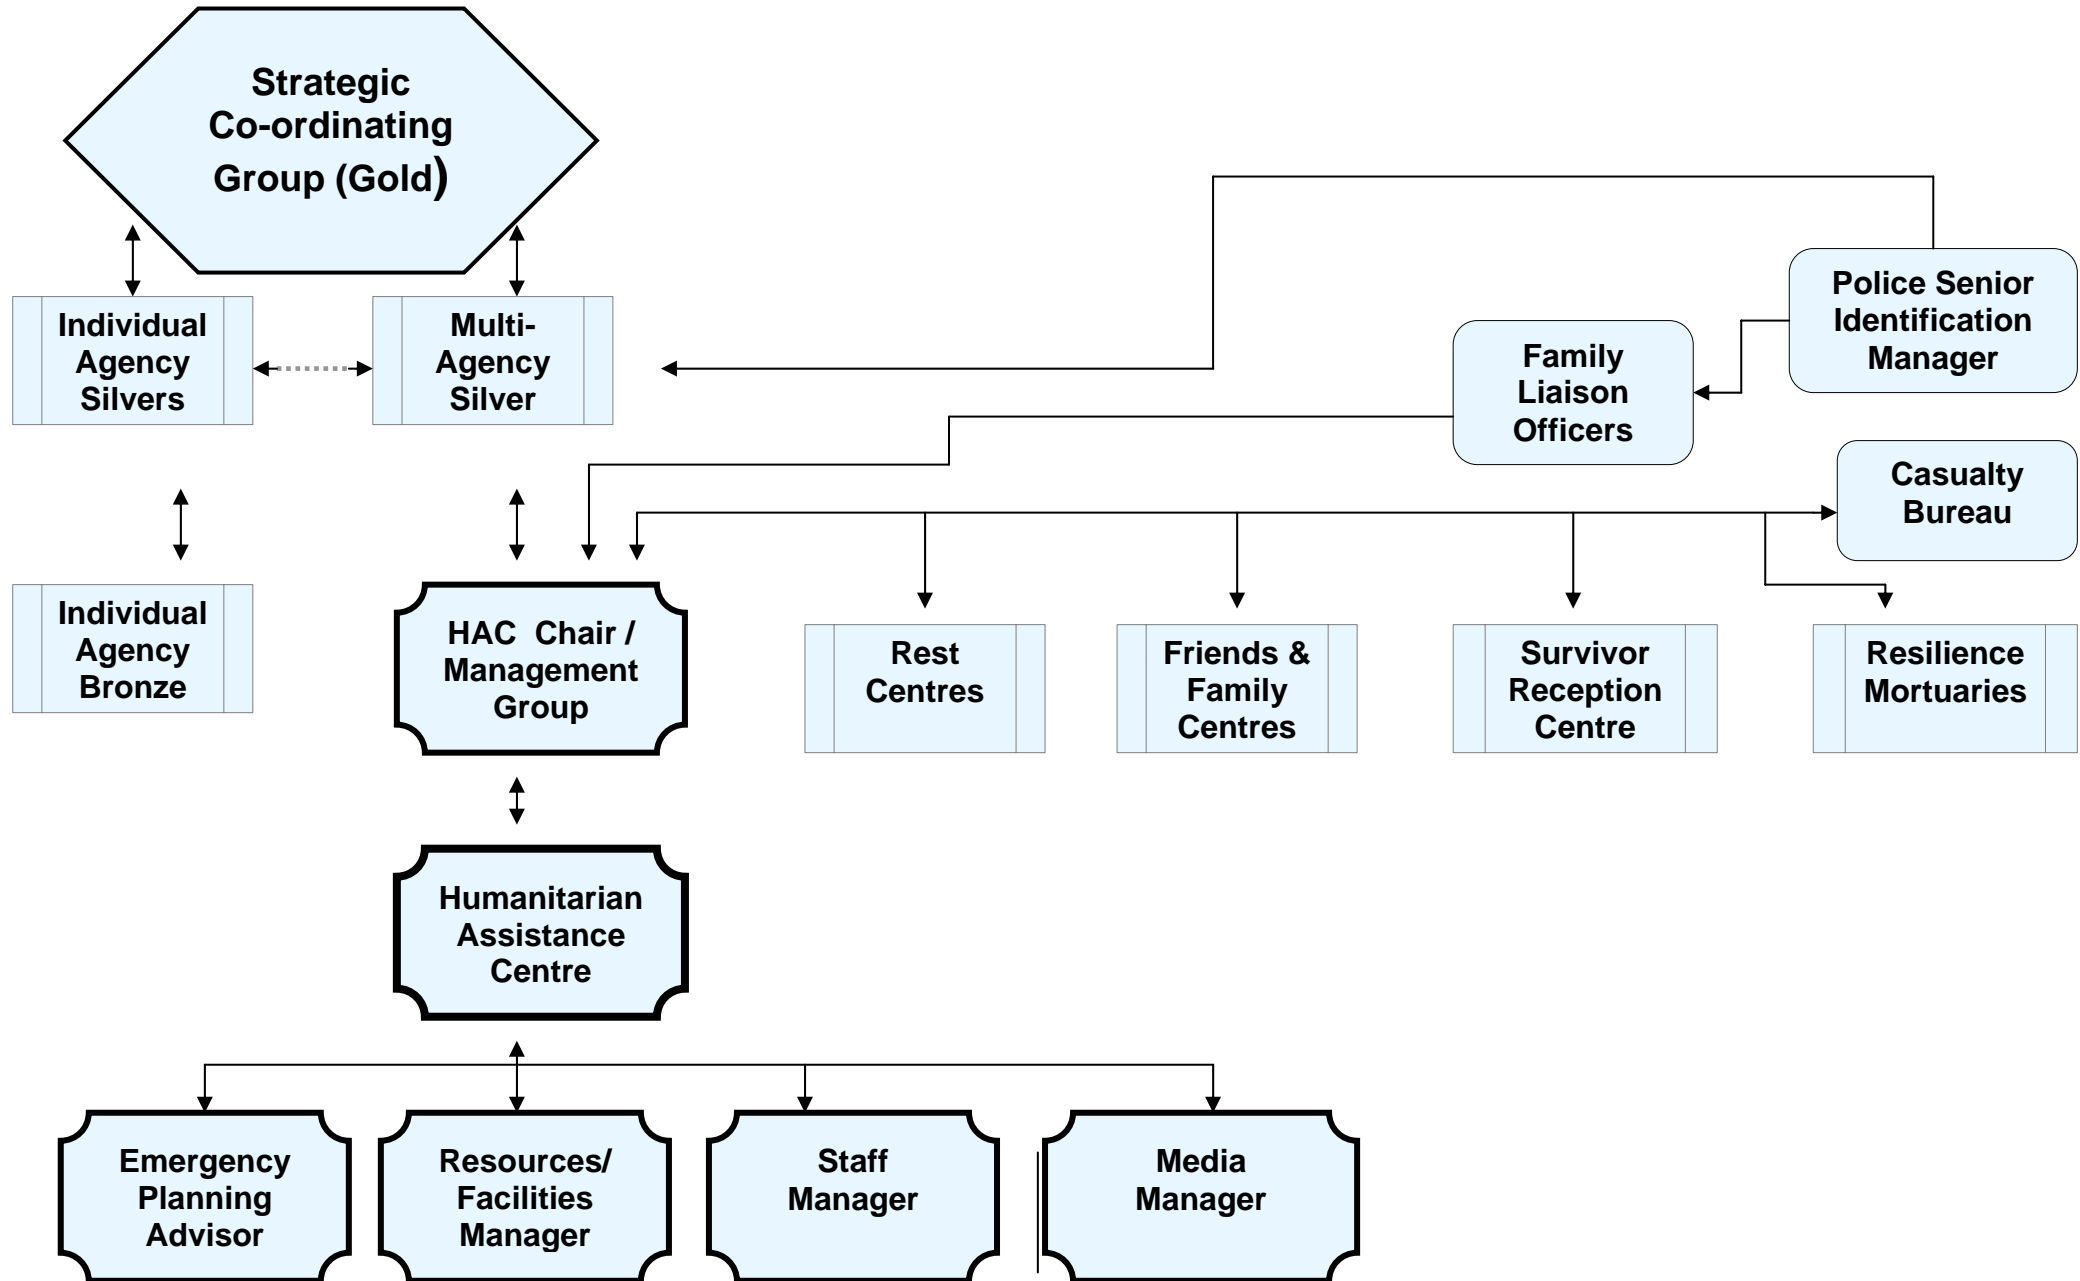 Strategic
Co-ordinating
Group (Gold)
Individual
Agency
Silvers
Multi-
Agency
Silver
Family
Liaison
Officers
Police Senior
Identification
Manager
Casualty
Bureau
Individual
Agency
Bronze
HAC  Chair /
Management
Group
Rest
Centres
Friends &
Family
Centres
Survivor
Reception
Centre
Resilience
Mortuaries
Humanitarian
Assistance
Centre
Emergency
Planning
Advisor
Resources/
Facilities
Manager
Staff
Manager
Media
Manager